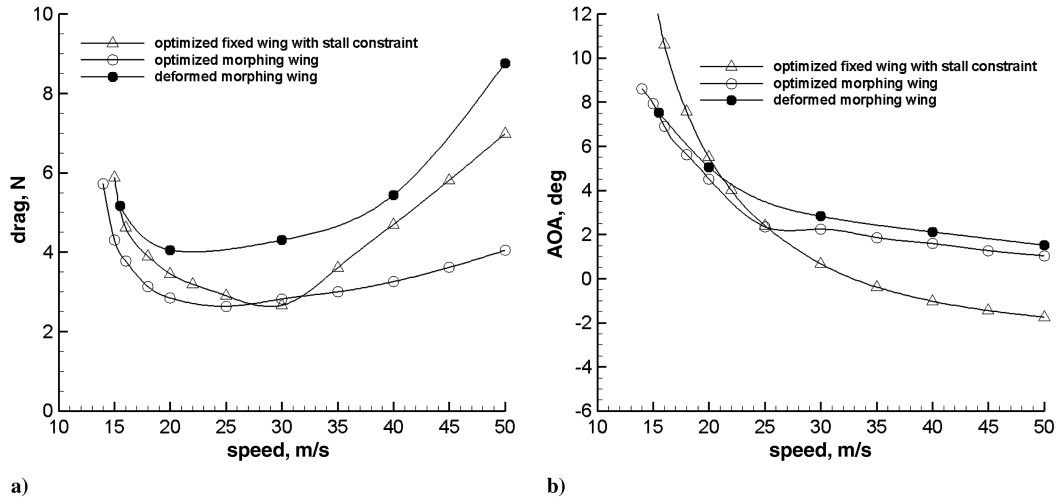 10
8
6
4
2
0
drag, N
optimized fixed wing with stall constraint
optimized morphing wing
deformed morphing wing
10 15 20 25 30 35 40 45 50
speed, m/s
a)
12
10
8
6
4
2
0
-2
-4
-6
AOA, deg
optimized fixed wing with stall constraint
optimized morphing wing
deformed morphing wing
10 15 20 25 30 35 40 45 50
speed, m/s
b)